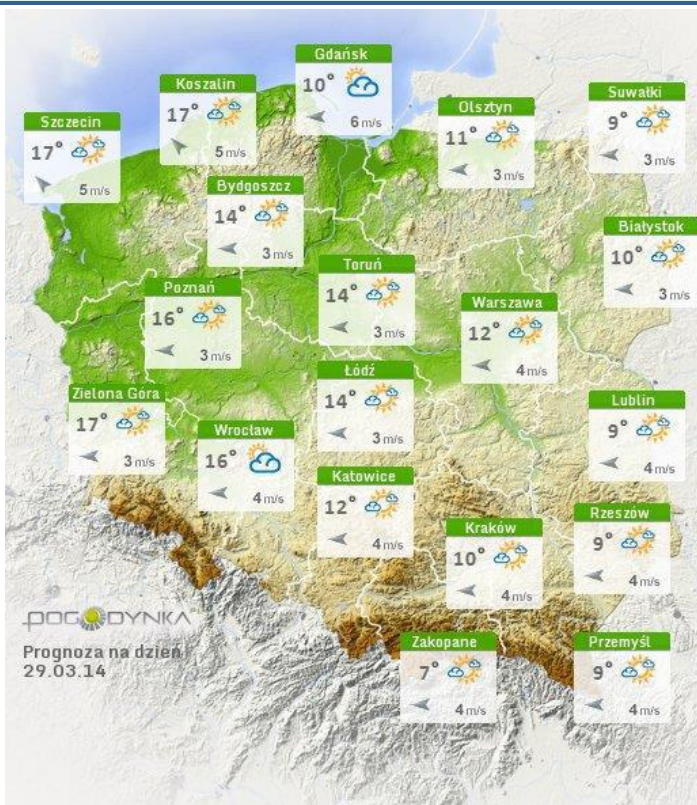 Gdańsk
10°
6 m/s
Koszalin
17°
5 m/s
Szczecin
17°
5 m/s
Olsztyn
11°
3 m/s
Suwałki
9°
3 m/s
Bydgoszcz
14°
3 m/s
Białystok
10°
3 m/s
Toruń
14°
3 m/s
Poznań
16°
3 m/s
Warszawa
12°
4 m/s
Łódź
14°
3 m/s
Zielona Góra
17°
3 m/s
Wrocław
16°
4 m/s
Lublin
9°
4 m/s
Katowice
12°
4 m/s
Kraków
10°
4 m/s
Rzeszów
9°
4 m/s
Zakopane
7°
4 m/s
Przemyśl
9°
4 m/s
POGODYNKA
Prognoza na dzień
29.03.14